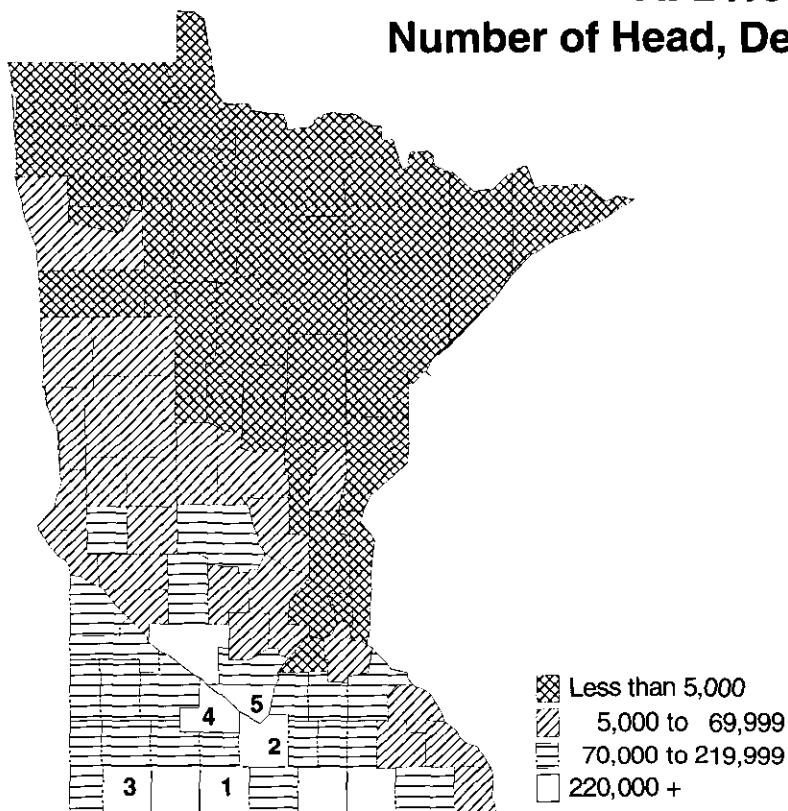 Number of Head, De
5
4
2
3
1
Less than 5,000
5,000 to 69,999
70,000 to 219,999
220,000 +